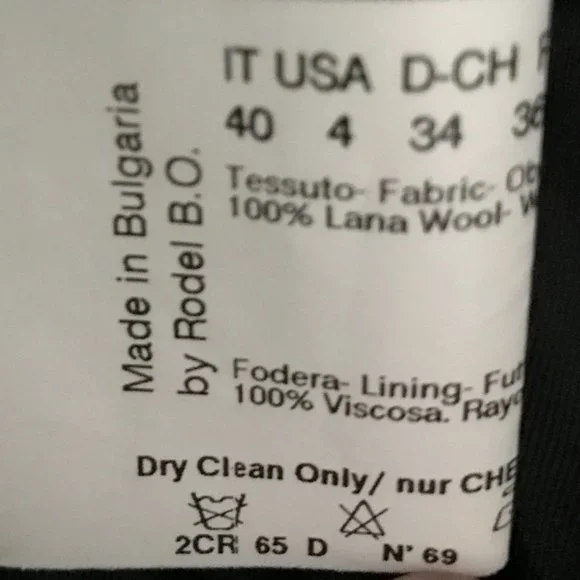 IT USA D-CH
40 4 34 36
Tessuto- Fabric-
100% Lana Wool-
Made in Bulgaria
by Rodel B.O.
Fodera- Lining-
100% Viscosa.
Dry Clean Only/ nur
2CR 65 D N° 69